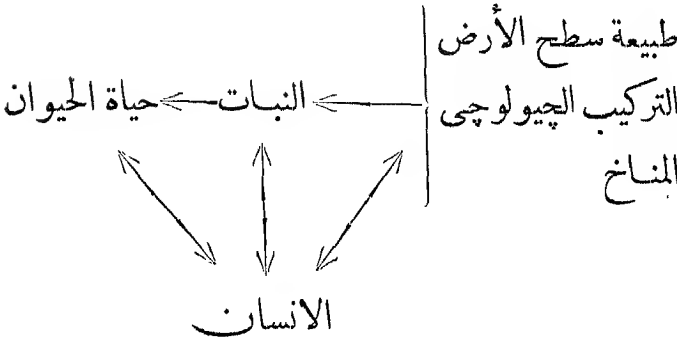 طبيعة سطح الأرض
التركيب الچيولوچى
المناخ
النبات
حياة الحيوان
الانسان